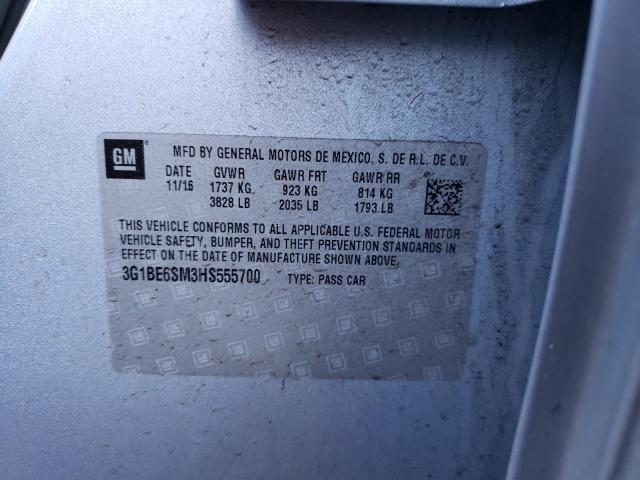 GM
MFD BY GENERAL MOTORS DE MEXICO, S. DE R.L. DE C.V.
DATE GVWR GAWR FRT GAWR RR
11/16 1737 KG. 923 KG 814 KG
3828 LB 2035 LB 1793 LB
THIS VEHICLE CONFORMS TO ALL APPLICABLE U.S. FEDERAL MOTOR
VEHICLE SAFETY, BUMPER, AND THEFT PREVENTION STANDARDS IN
EFFECT ON THE DATE OF MANUFACTURE SHOWN ABOVE.
3G1BE6SM3HS555700 TYPE: PASS CAR